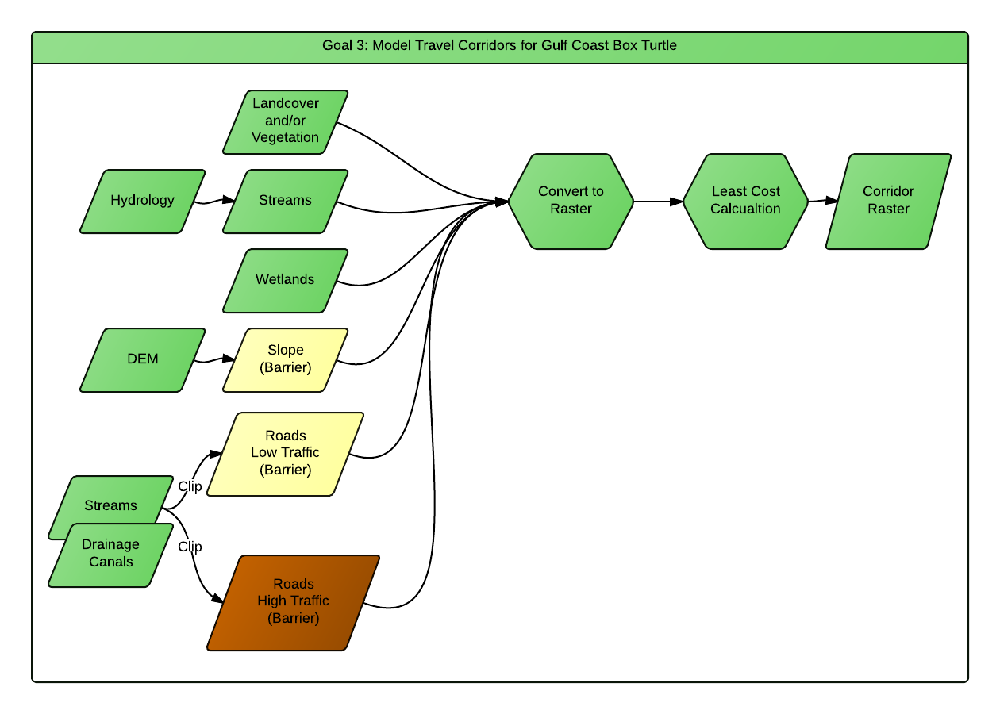 Goal 3: Model Travel Corridors for Gulf Coast Box Turtle
Landcover
and/or
Vegetation
Hydrology
Streams
Convert to
Raster
Least Cost
Calcualtion
Corridor
Raster
Wetlands
DEM
Slope
(Barrier)
Roads
Low Traffic
(Barrier)
Clip
Streams
Drainage
Canals
Clip
Roads
High Traffic
(Barrier)